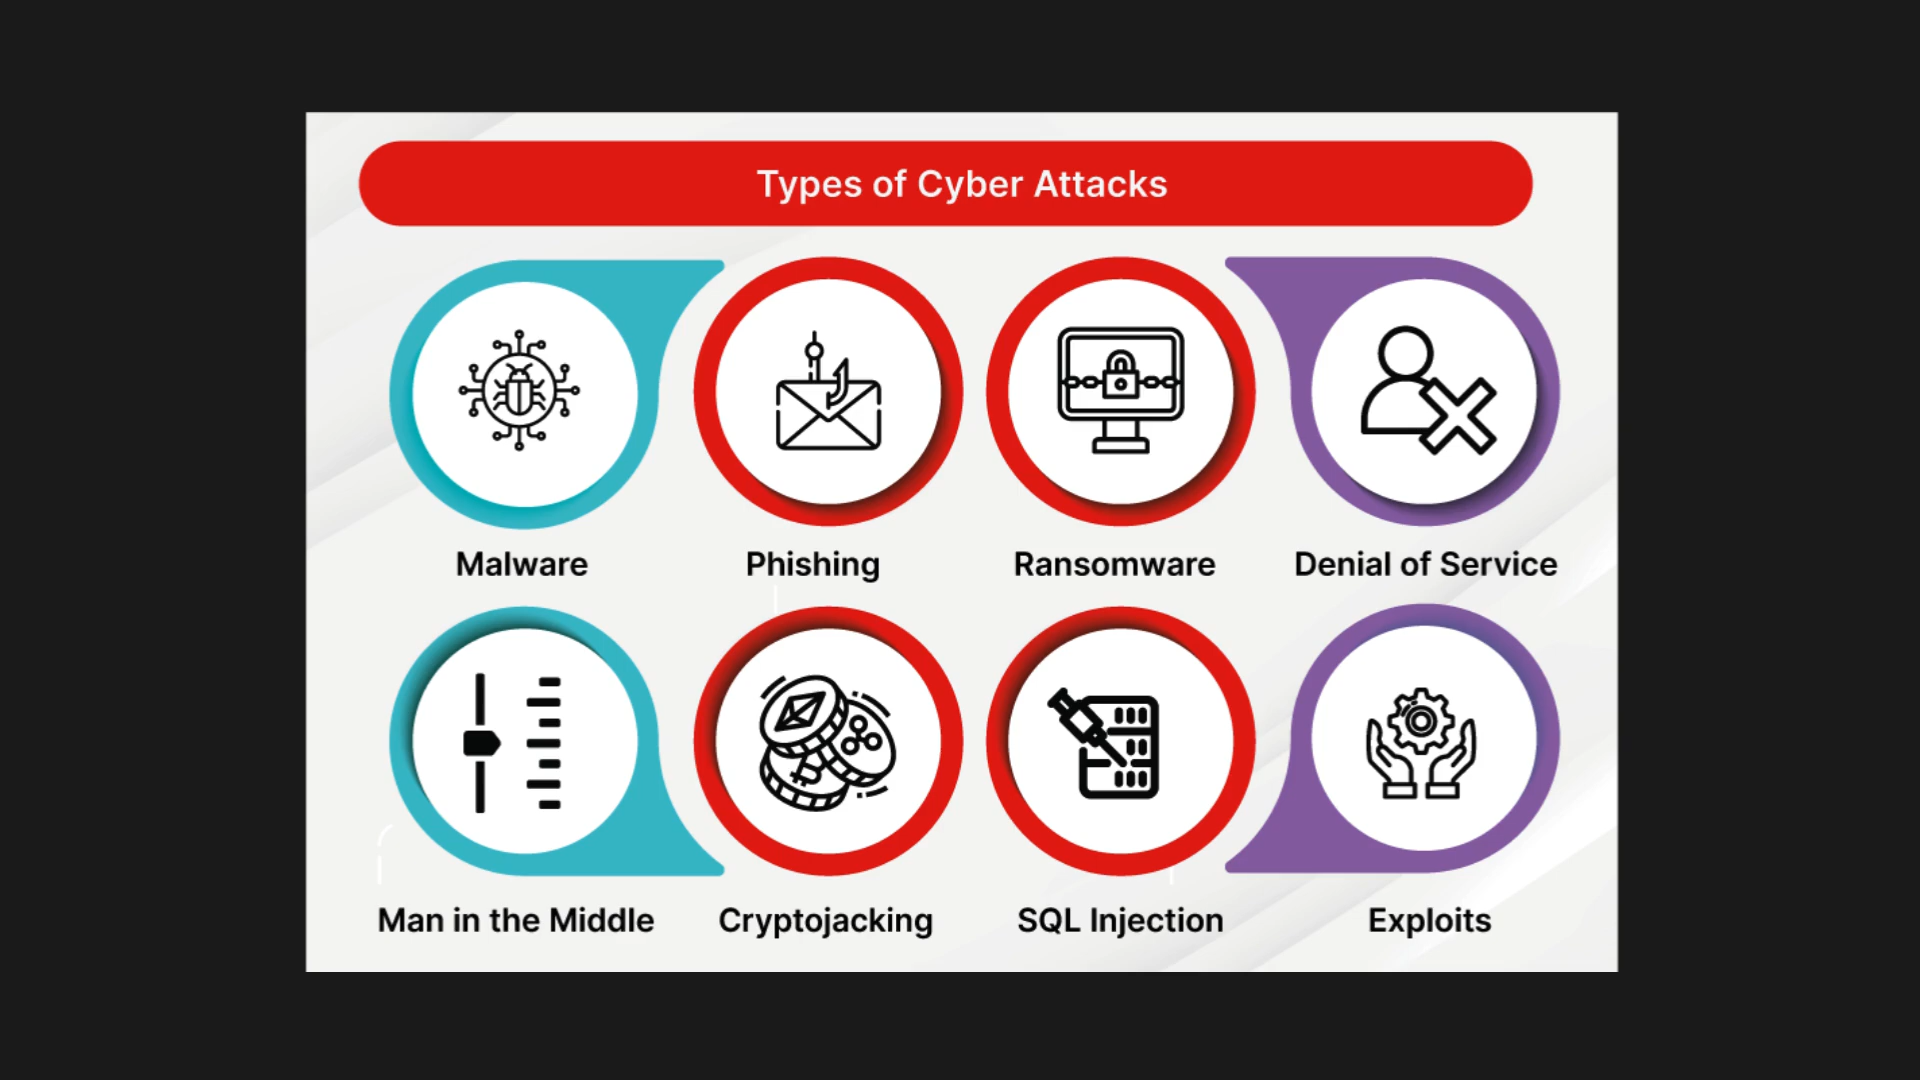 Types of Cyber Attacks
Malware
Phishing
Ransomware
Denial of Service
Man in the Middle
Cryptojacking
SQL Injection
Exploits